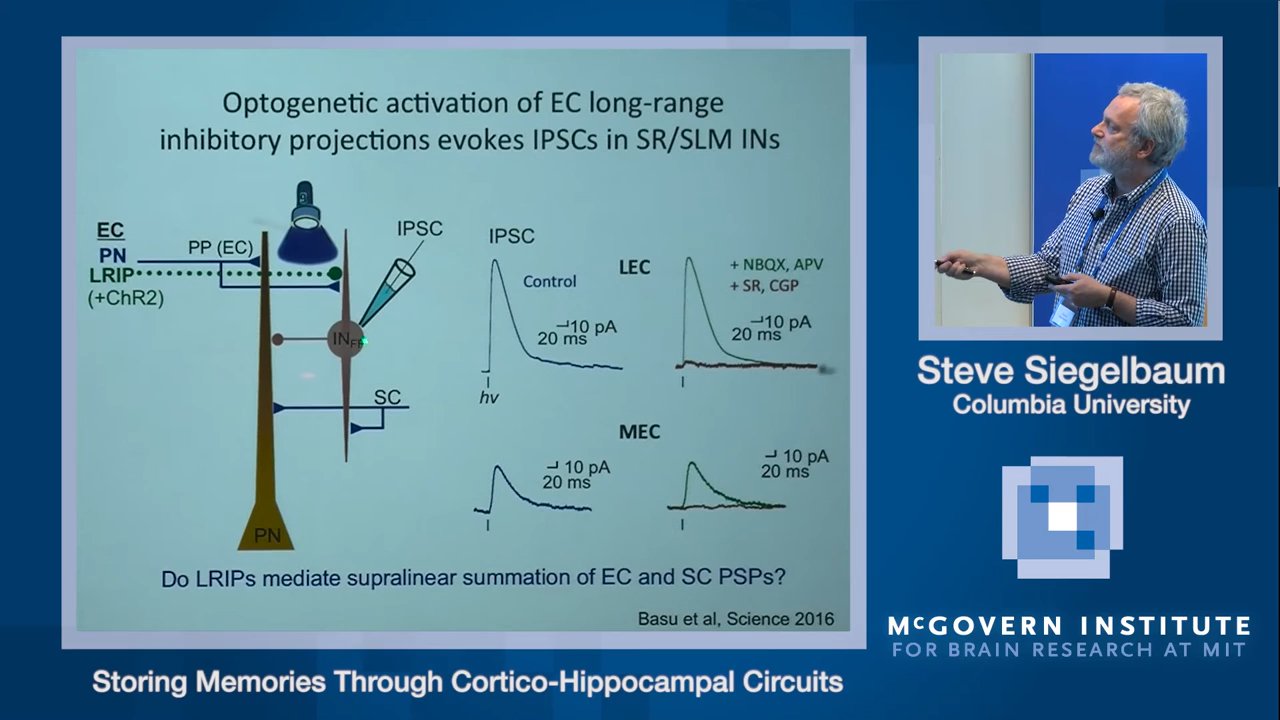 Optogenetic activation of EC long-range
inhibitory projections evokes IPSCs in SR/SLM INs
EC
PN
LRIP
(+ChR2)
PP (EC)
IPSC
SC
PN
IPSC
Control
10 pA
20 ms
hv
LEC
+ NBQX, APV
+ SR, CGP
10 pA
20 ms
MEC
10 pA
20 ms
10 pA
20 ms
Do LRIPs mediate supralinear summation of EC and SC PSPs?
Basu et al, Science 2016
Steve Siegelbaum
Columbia University
McGOVERN INSTITUTE
FOR BRAIN RESEARCH AT MIT
Storing Memories Through Cortico-Hippocampal Circuits